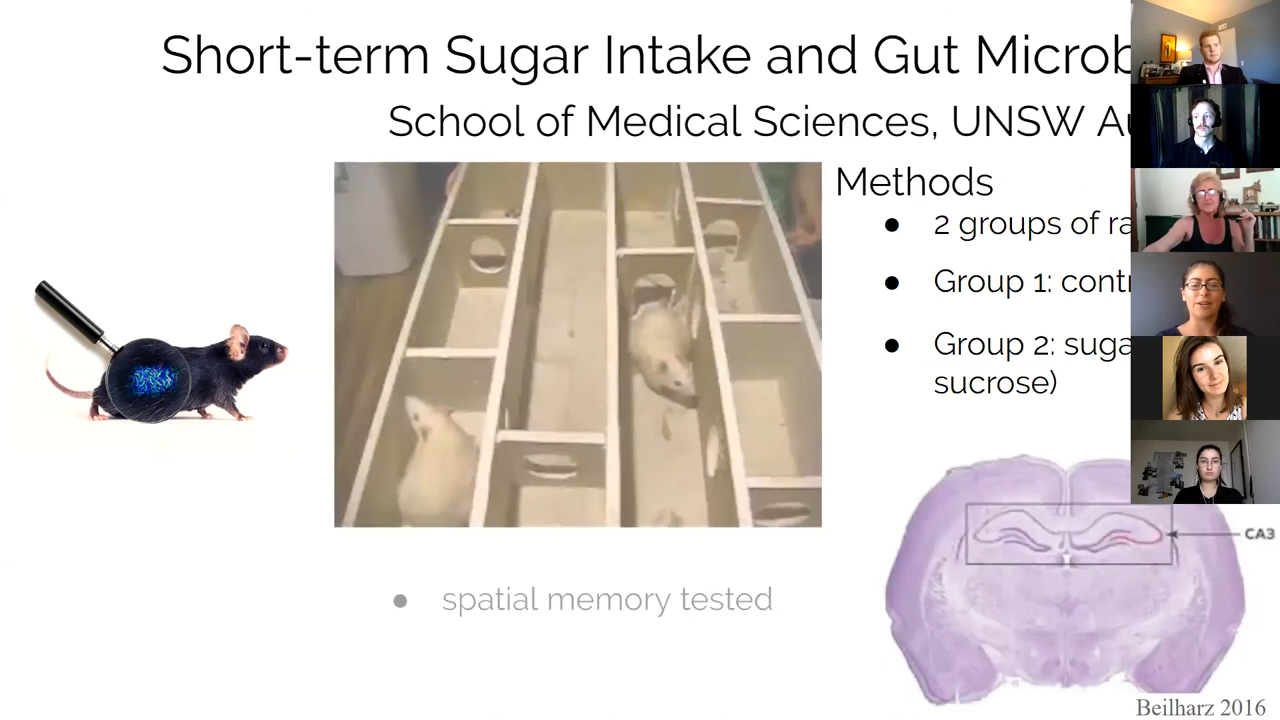 Short-term Sugar Intake and Gut Microb
School of Medical Sciences, UNSW Au
Methods
● 2 groups of ra
● Group 1: contr
● Group 2: suga
sucrose)
● spatial memory tested
CA3
Beilharz 2016